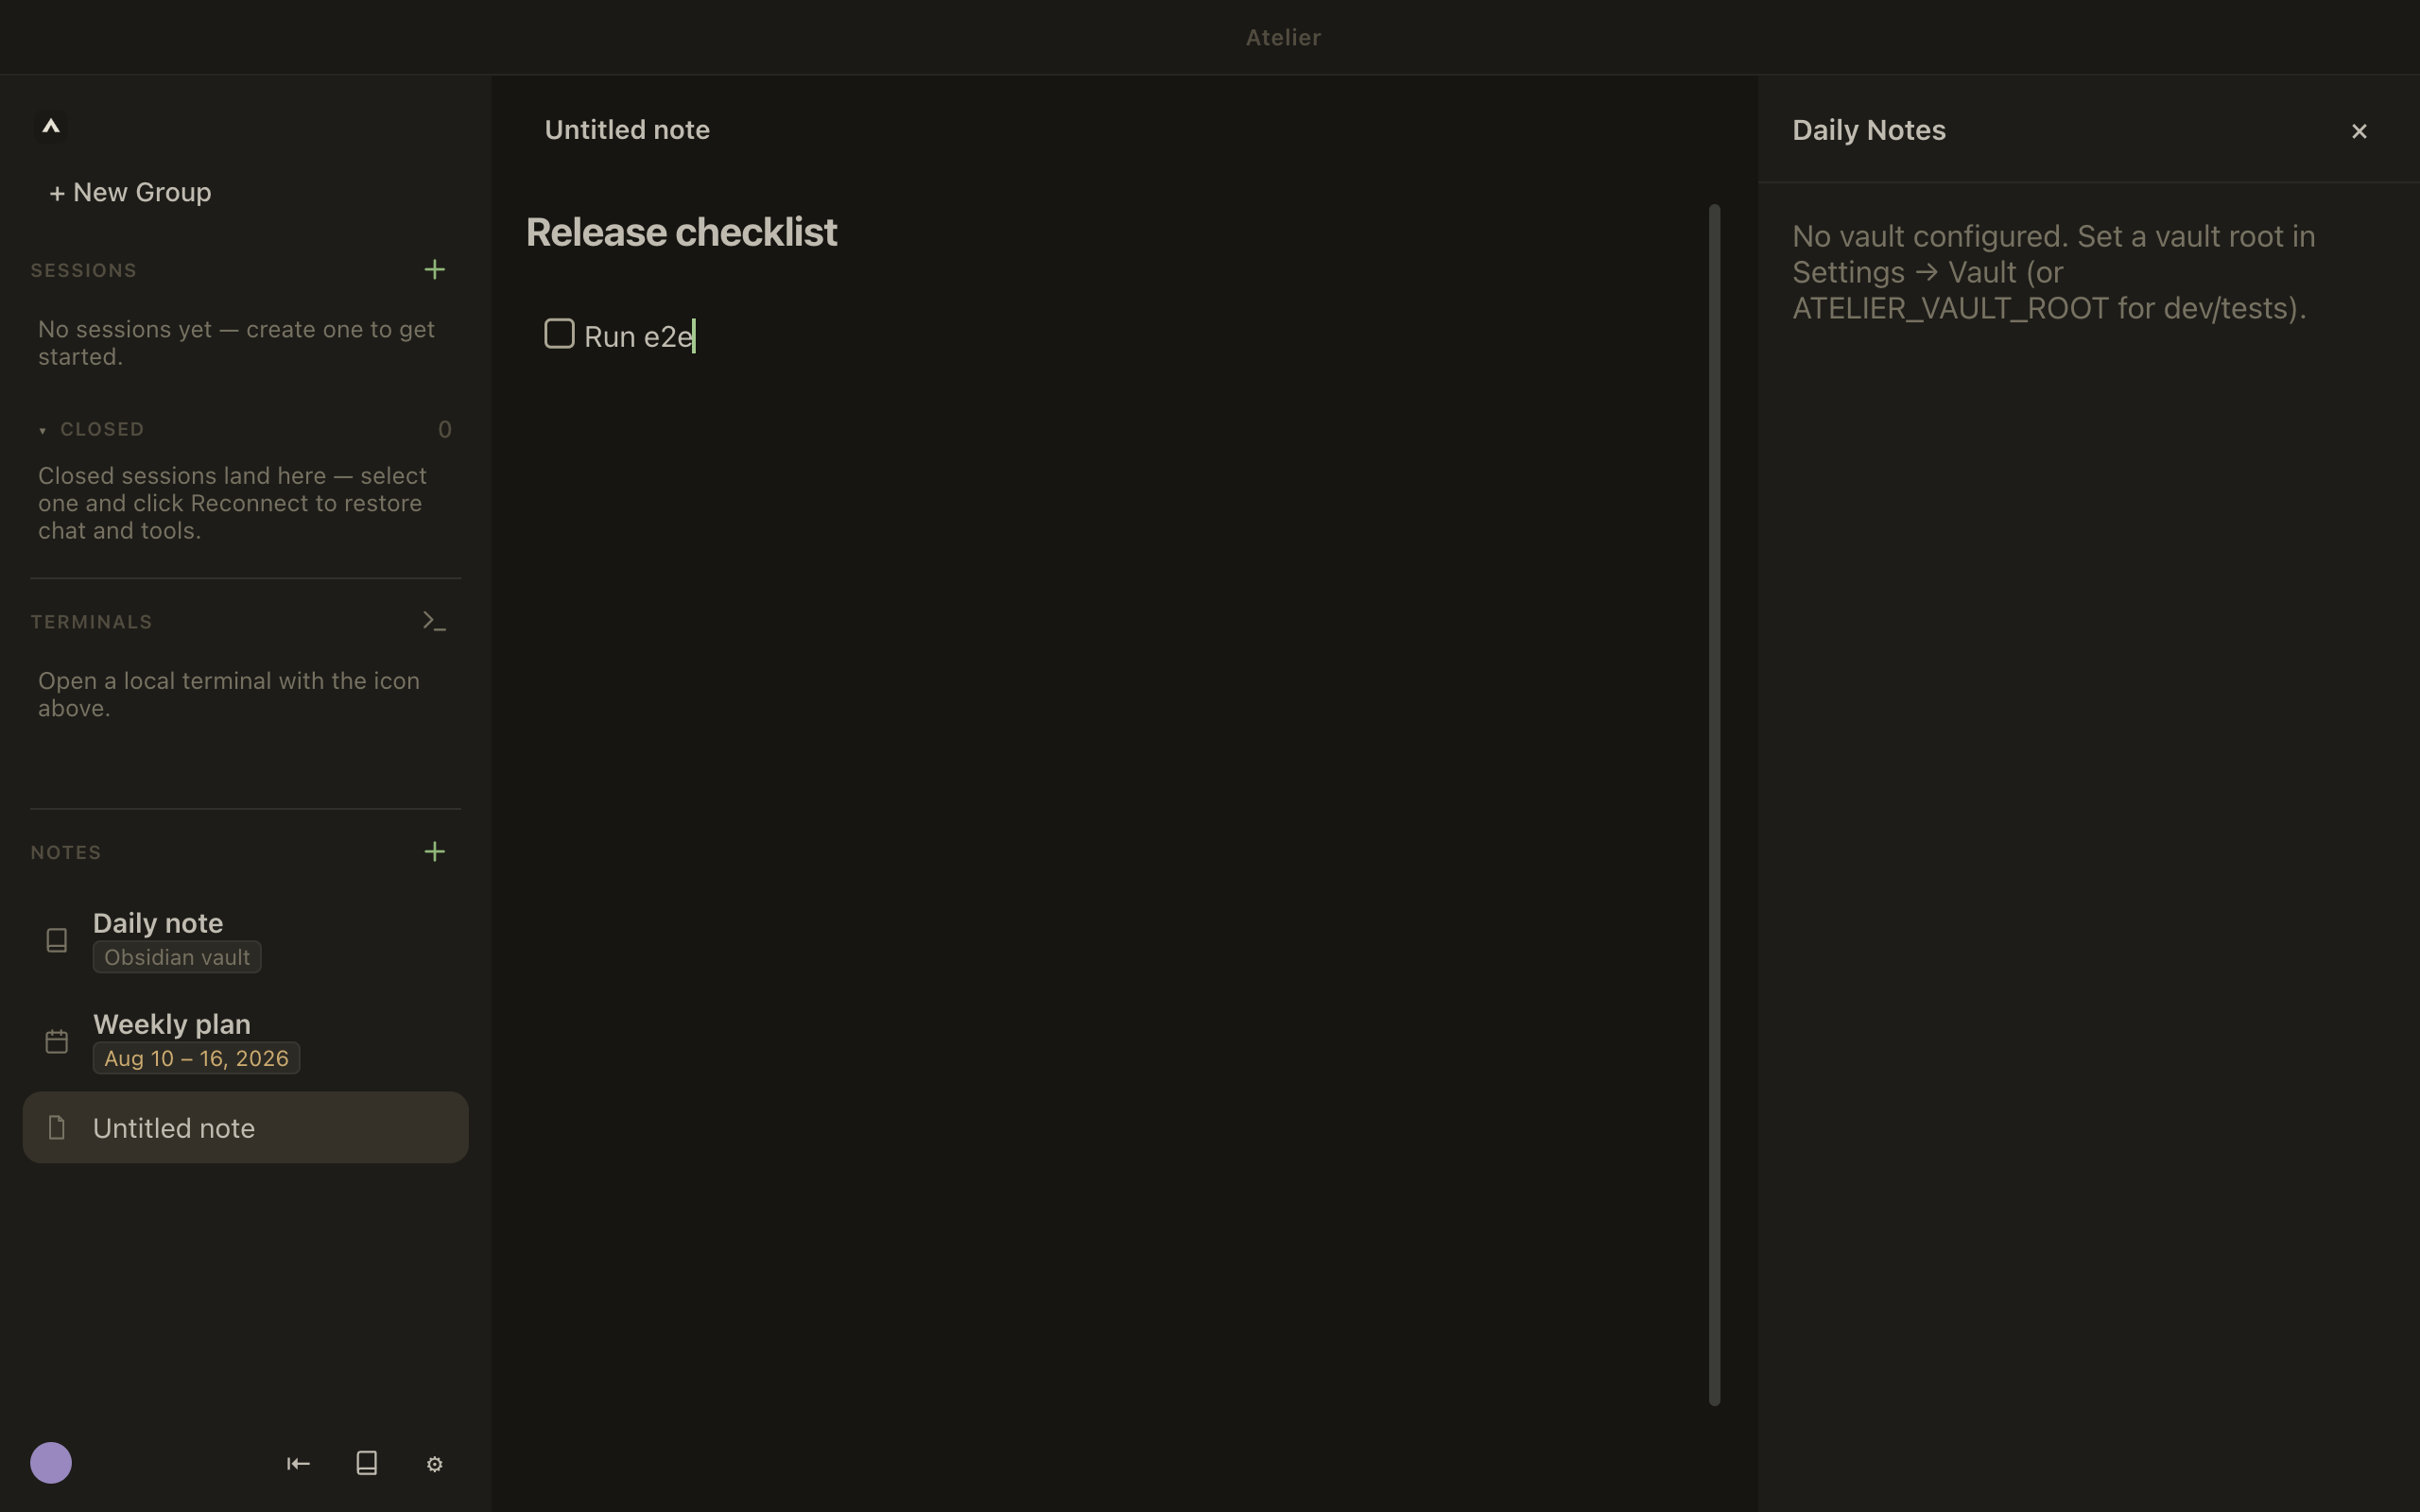 Atelier
+ New Group
SESSIONS
No sessions yet — create one to get
started.
CLOSED
0
Closed sessions land here — select
one and click Reconnect to restore
chat and tools.
TERMINALS
Open a local terminal with the icon
above.
NOTES
Daily note
Obsidian vault
Weekly plan
Aug 10 – 16, 2026
Untitled note
Untitled note
Release checklist
Run e2e
Daily Notes
No vault configured. Set a vault root in
Settings → Vault (or
ATELIER_VAULT_ROOT for dev/tests).